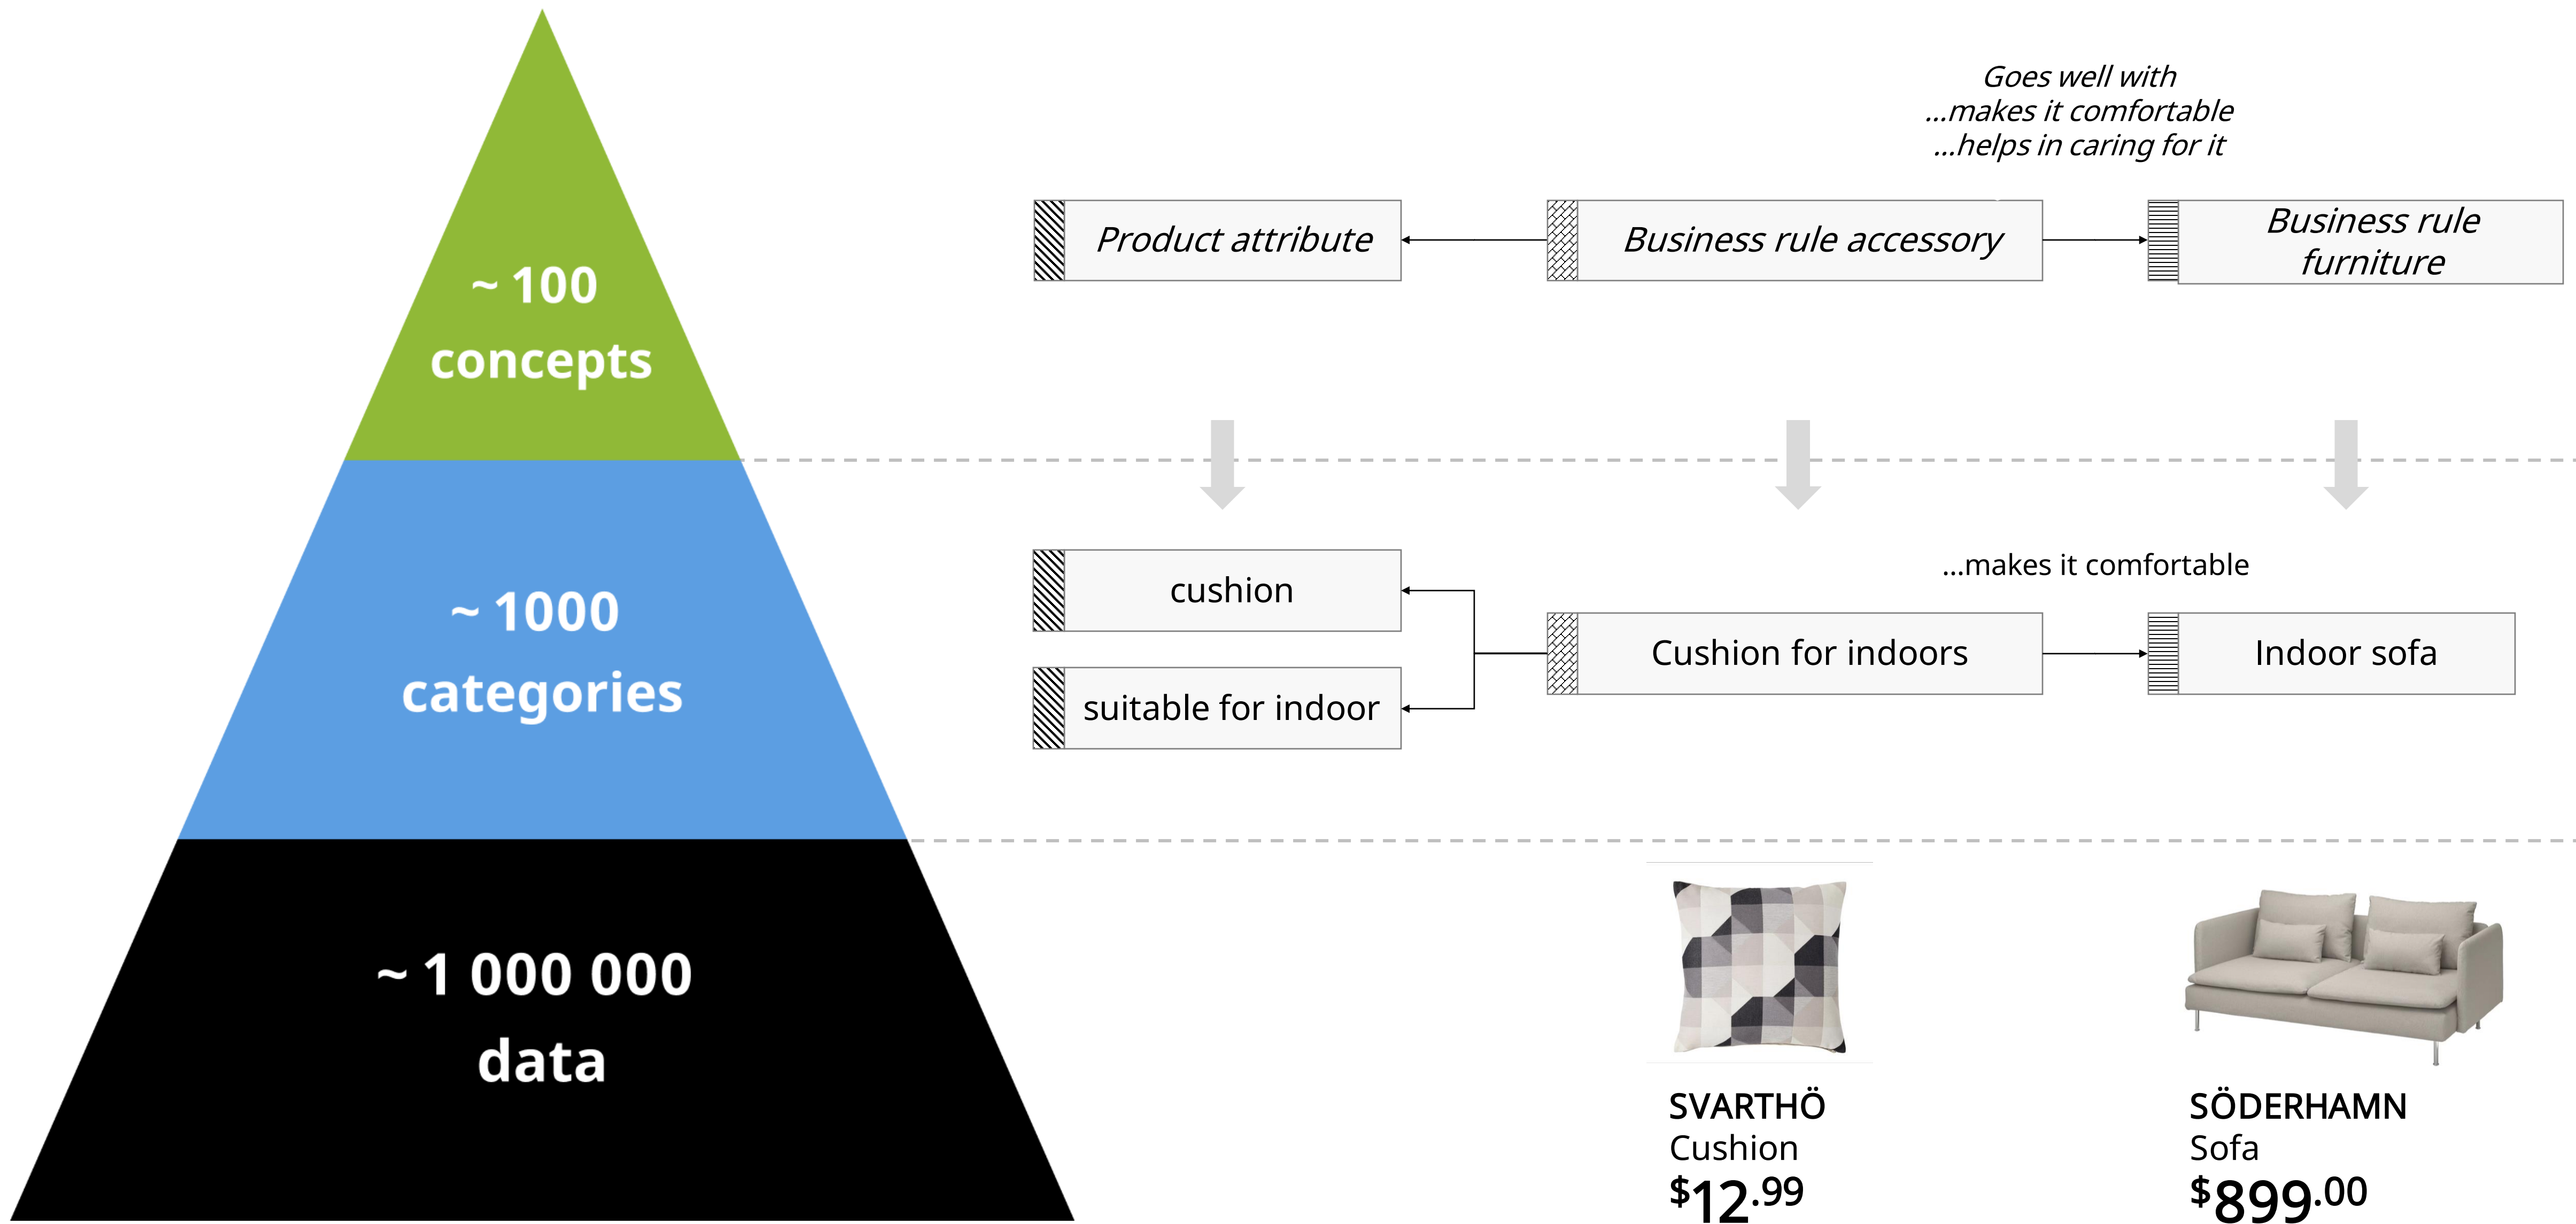 ~ 100
concepts
Goes well with
...makes it comfortable
...helps in caring for it
Product attribute
Business rule accessory
Business rule
furniture
~ 1000
categories
cushion
suitable for indoor
...makes it comfortable
Cushion for indoors
Indoor sofa
~ 1 000 000
data
SVARTHÖ
Cushion
$12.99
SÖDERHAMN
Sofa
$899.00